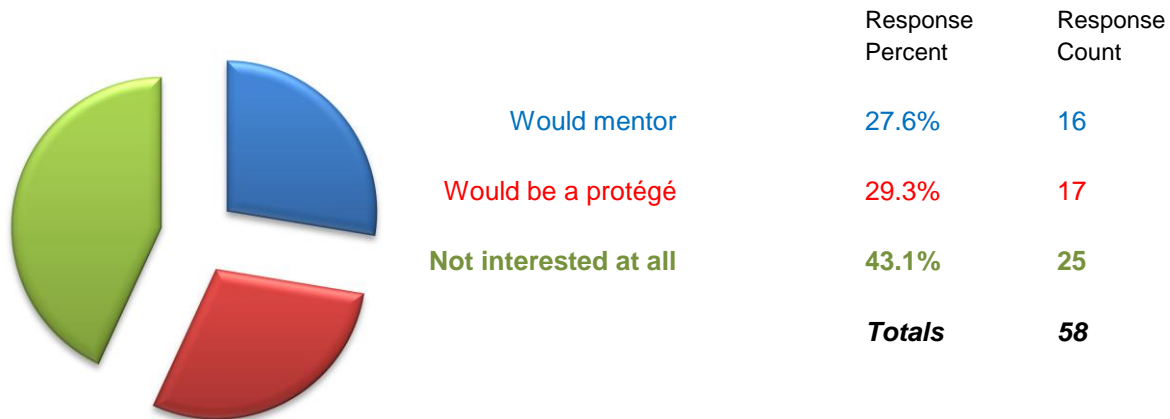 Response Response
Percent Count
Would mentor 27.6% 16
Would be a protégé 29.3% 17
Not interested at all 43.1% 25
Totals 58